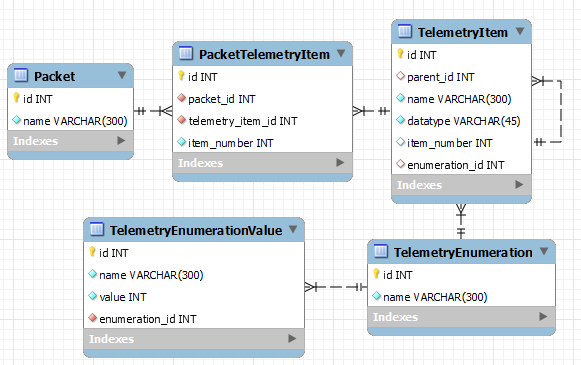 Packet
id INT
name VARCHAR(300)
Indexes
PacketTelemetryItem
id INT
packet_id INT
telemetry_item_id INT
item_number INT
Indexes
TelemetryItem
id INT
parent_id INT
name VARCHAR(300)
datatype VARCHAR(45)
item_number INT
enumeration_id INT
Indexes
TelemetryEnumerationValue
id INT
name VARCHAR(300)
value INT
enumeration_id INT
Indexes
TelemetryEnumeration
id INT
name VARCHAR(300)
Indexes